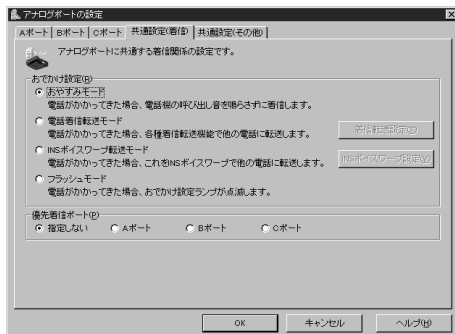 アナログポートの設定
Aポート Bポート Cポート 共通設定(着信) 共通設定(その他)
アナログポートに共通する着信関係の設定です。
おでかけ設定(R)
おやすみモード
電話がかかってきた場合、電話機の呼び出し音を鳴らさずに着信します。
電話着信転送モード
電話がかかってきた場合、各種着信転送機能で他の電話に転送します。
着信転送設定(T)
INSボイスワープ転送モード
電話がかかってきた場合、これをINSボイスワープで他の電話に転送します。
INSボイスワープ設定(V)
フラッシュモード
電話がかかってきた場合、おでかけ設定ランプが点滅します。
優先着信ポート(P)
指定しない Aポート Bポート Cポート
OK キャンセル ヘルプ(H)